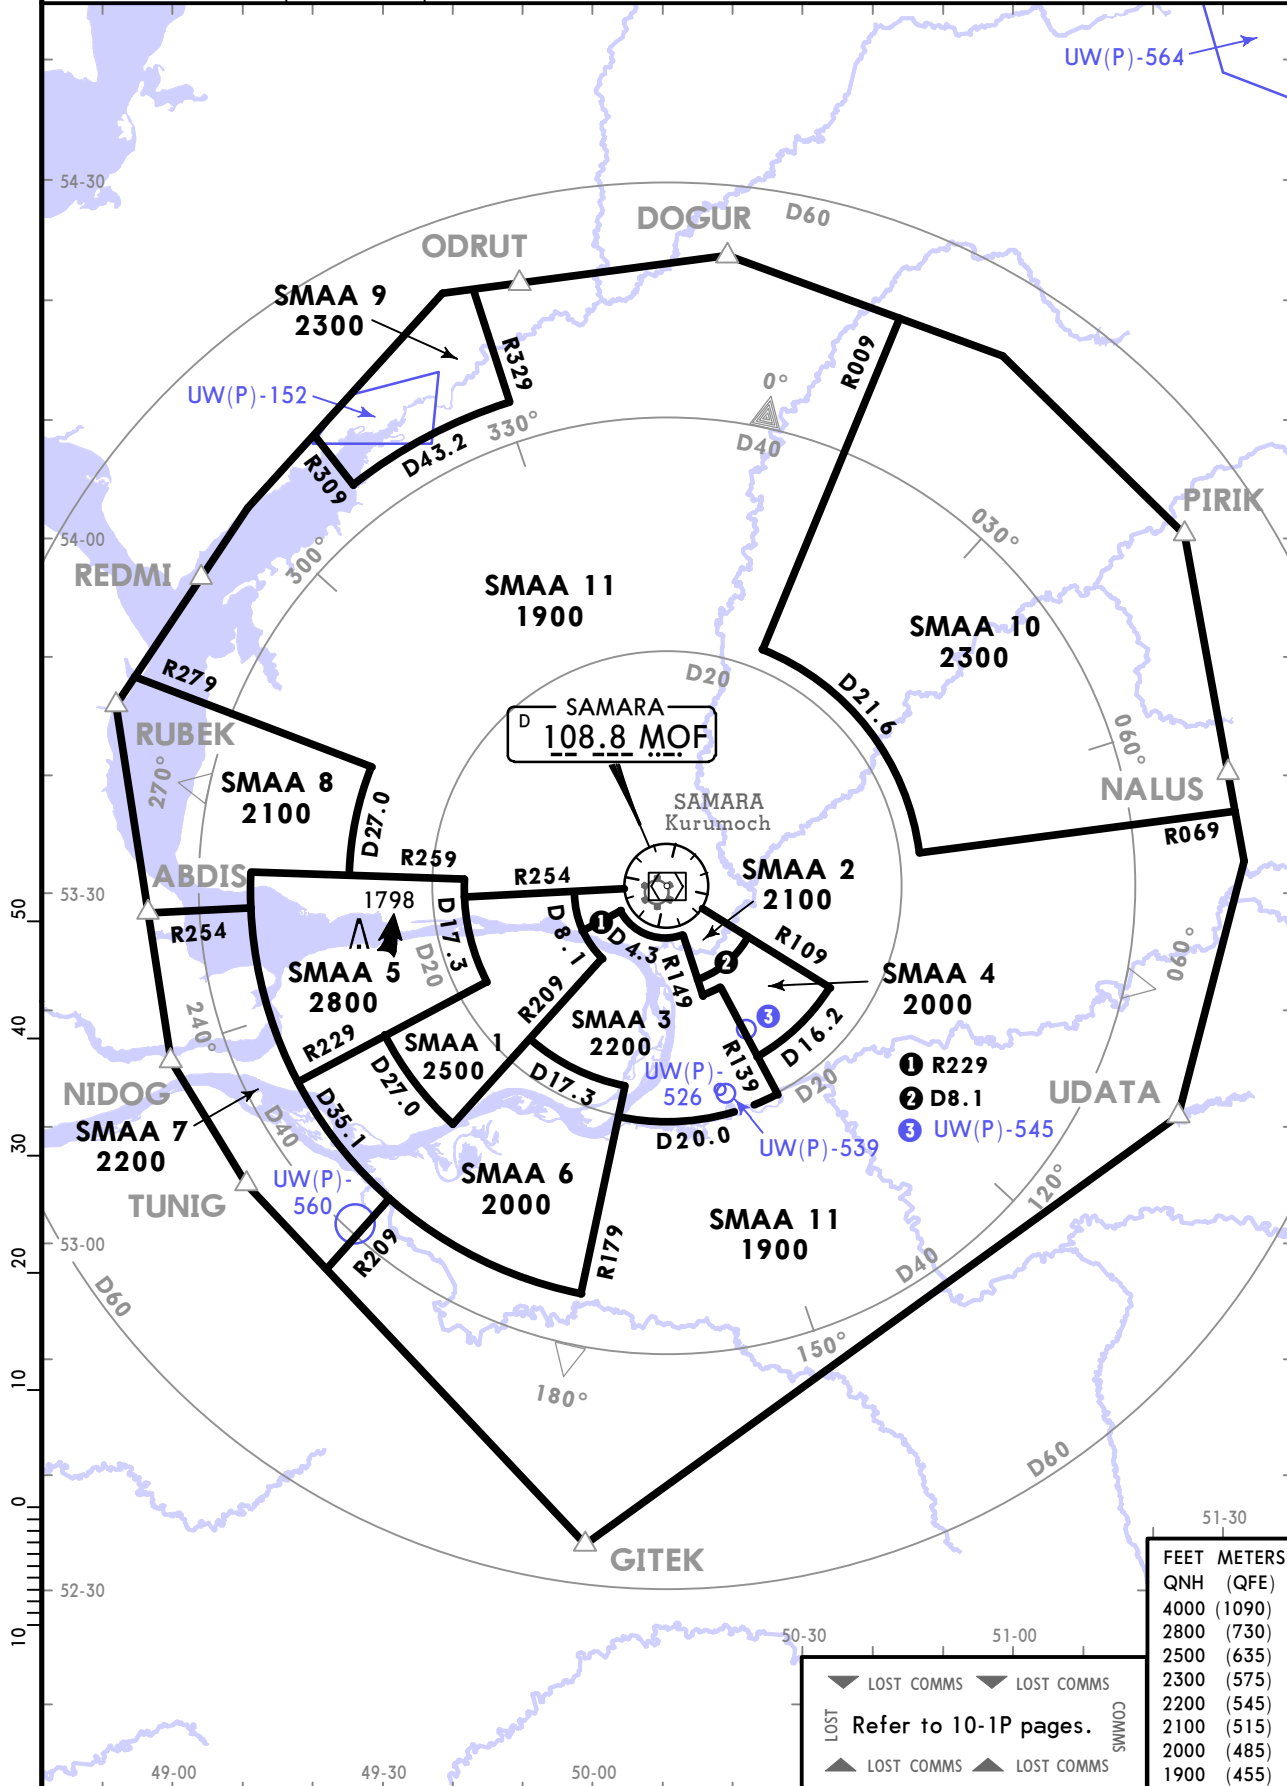 UW(P)-564
54-30
D60
DOGUR
ODRUT
SMAA 9
2300
R329
R009
UW(P)-152
0°
330°
D40
D43.2
R309
PIRIK
030°
54-00
REDMI
300°
SMAA 11
1900
SMAA 10
2300
R279
D20
D21.6
RUBEK
D
SAMARA
108.8 MOF
060°
270°
SMAA 8
2100
D27.0
NALUS
SAMARA
Kurumoch
R069
R259
R254
ABDIS
SMAA 2
2100
53-30
1798
50
R254
D17.3
D8.1
1
D4.3
R149
2
R109
D20
SMAA 5
2800
R209
SMAA 4
2000
090°
240°
SMAA 3
2200
3
D16.2
40
R229
SMAA 1
2500
R139
1 R229
D27.0
D17.3
UW(P)-
526
D20
2 D8.1
UDATA
NIDOG
D40
D35.1
3 UW(P)-545
SMAA 7
2200
D20.0
UW(P)-539
30
SMAA 6
2000
UW(P)-
560
120°
TUNIG
SMAA 11
1900
R179
R209
53-00
D40
20
D60
150°
10
180°
D60
0
51-30
GITEK
52-30
10
50-30
51-00
FEET METERS
QNH (QFE)
4000 (1090)
2800 (730)
2500 (635)
2300 (575)
2200 (545)
2100 (515)
2000 (485)
1900 (455)
LOST COMMS LOST COMMS
LOST
Refer to 10-1P pages.
COMMS
LOST COMMS LOST COMMS
49-00
49-30
50-00